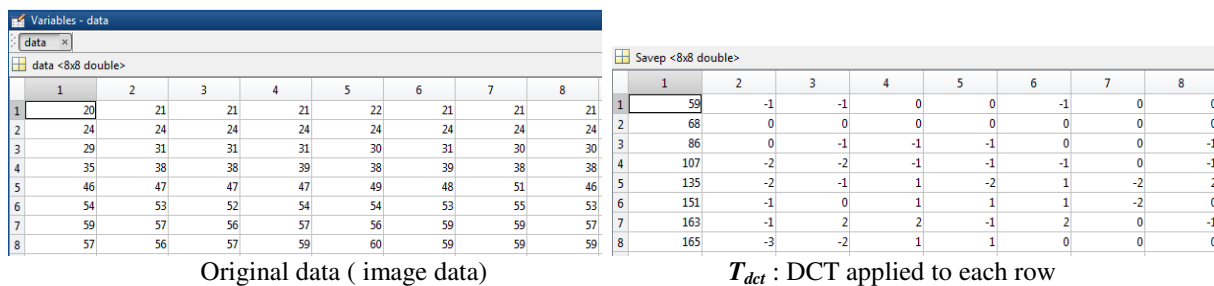 Variables - data
data ×
data <8x8 double>
1 2 3 4 5 6 7 8
1 20 21 21 21 22 21 21 21
2 24 24 24 24 24 24 24 24
3 29 31 31 31 30 31 30 30
4 35 38 38 39 38 39 38 38
5 46 47 47 47 49 48 51 46
6 54 53 52 54 54 53 55 53
7 59 57 56 57 56 59 59 57
8 57 56 57 59 60 59 59 59
Original data ( image data)
Savep <8x8 double>
1 2 3 4 5 6 7 8
1 59 -1 -1 0 0 -1 0 0
2 68 0 0 0 0 0 0 0
3 86 0 -1 -1 -1 0 0 -1
4 107 -2 -2 -1 -1 -1 0 -1
5 135 -2 -1 1 -2 1 -2 2
6 151 -1 0 1 1 1 -2 0
7 163 -1 2 2 -1 2 0 -1
8 165 -3 -2 1 1 0 0 0
Tdct : DCT applied to each row